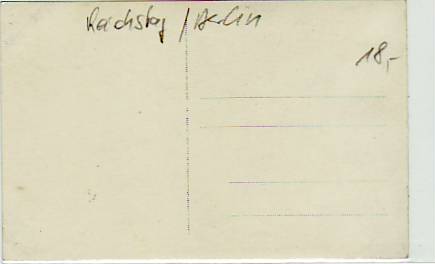 Reichstag / Berlin
18,-